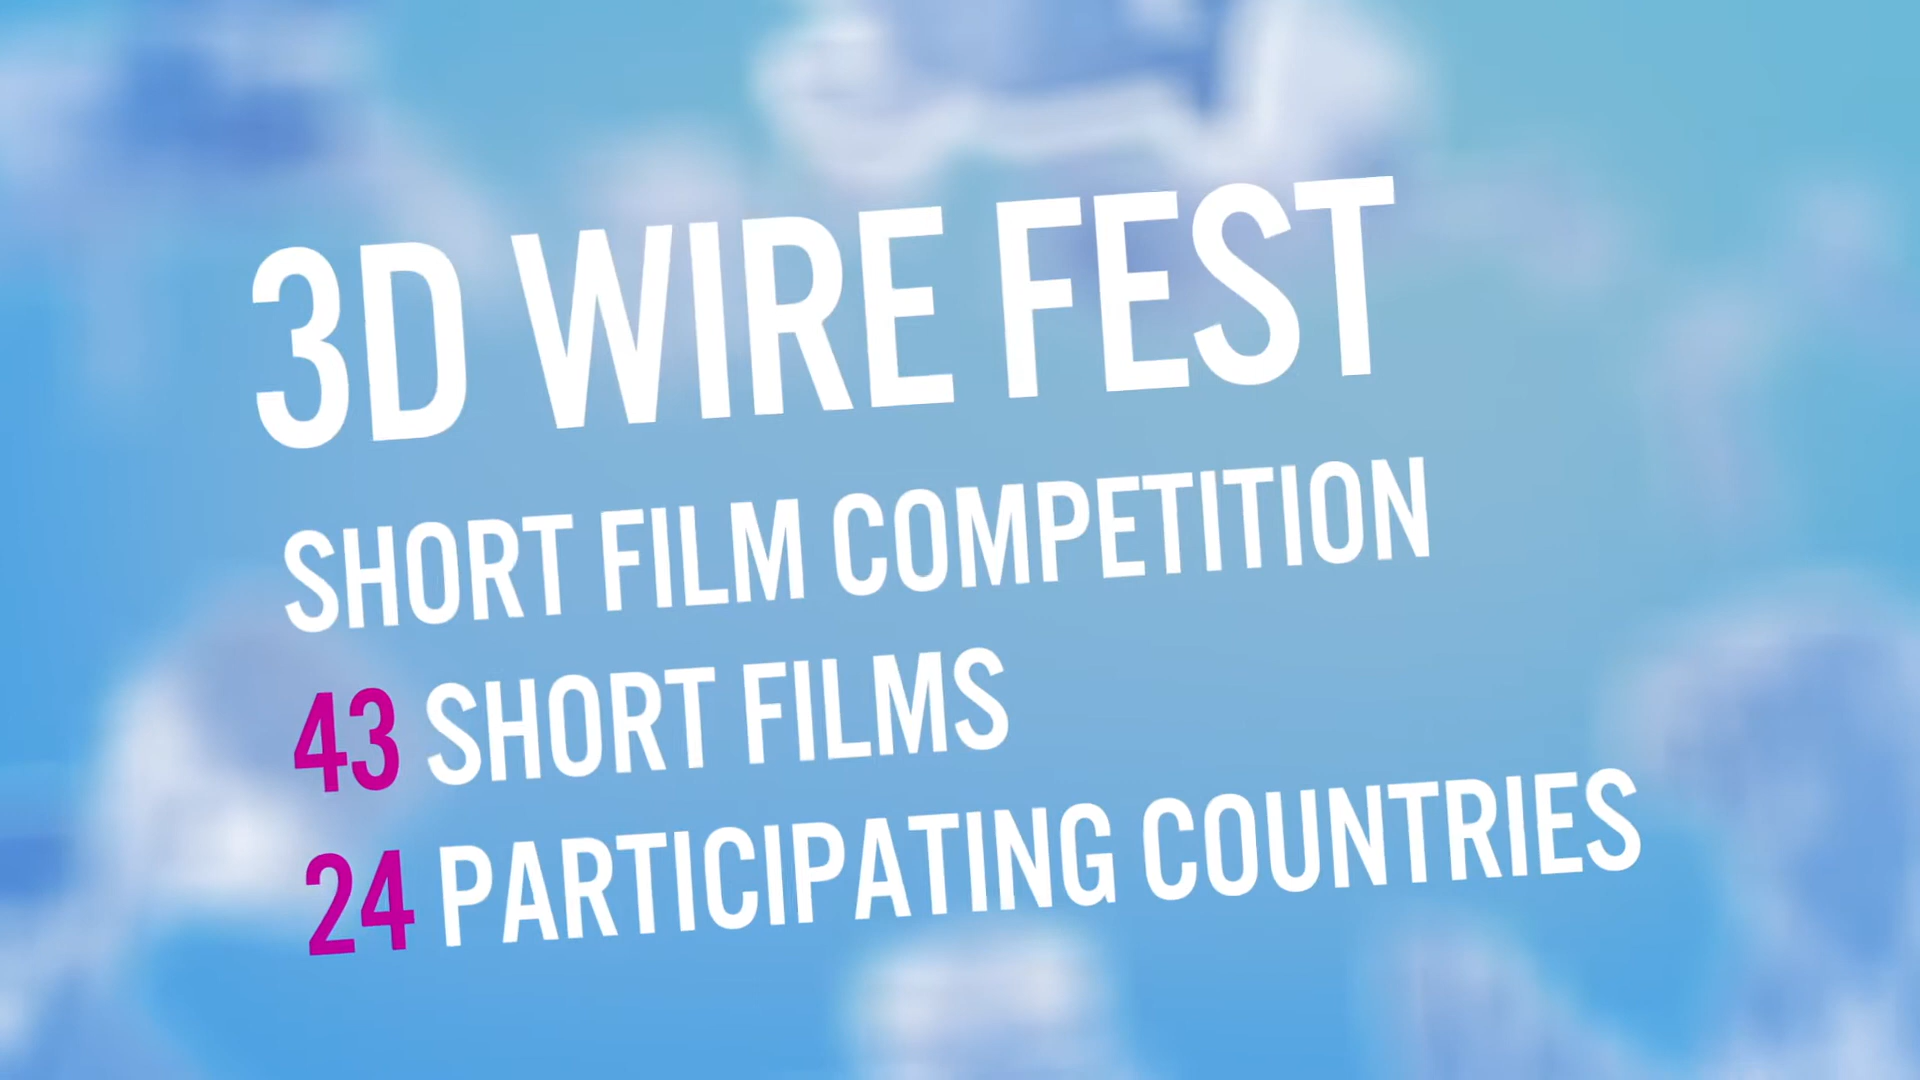 3D WIRE FEST
SHORT FILM COMPETITION
43 SHORT FILMS
24 PARTICIPATING COUNTRIES